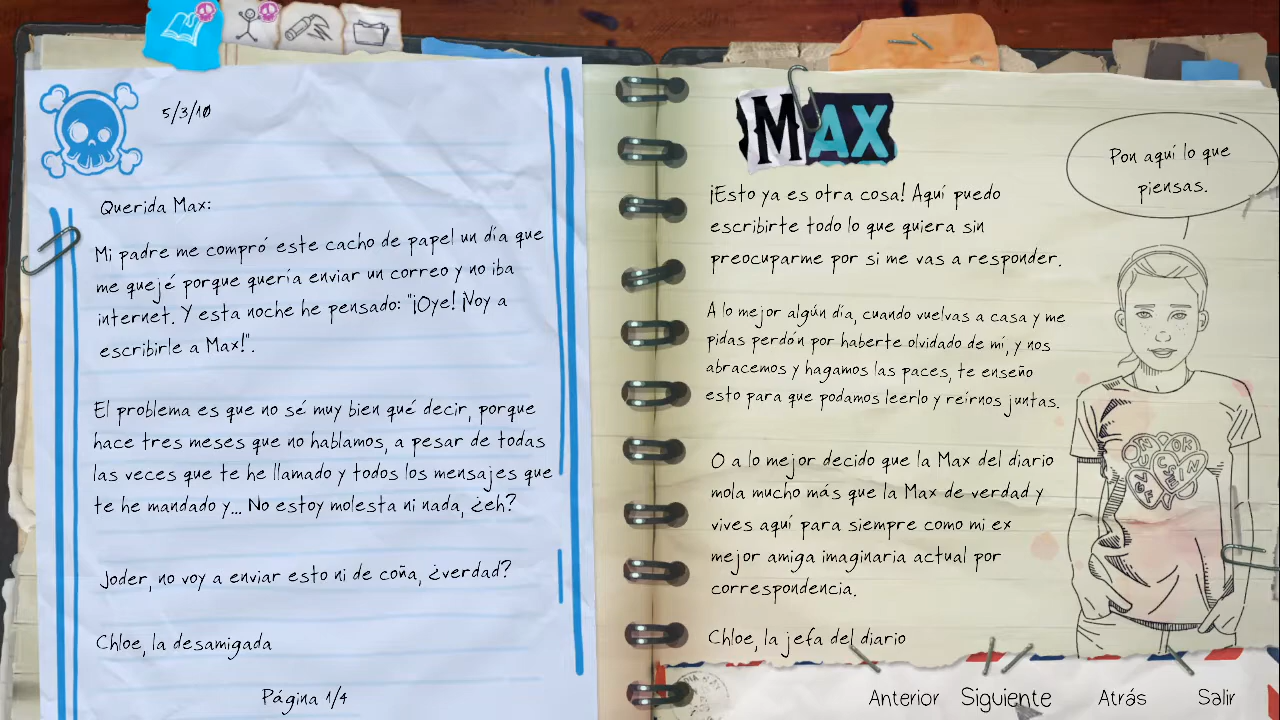 5/3/10
Querida Max:
Mi padre me compró este cacho de papel un día que
me quejé porque quería enviar un correo y no iba
internet. Y esta noche he pensado: "¡Oye! ¡Voy a
escribirle a Max!".
El problema es que no sé muy bien qué decir, porque
hace tres meses que no hablamos, a pesar de todas
las veces que te he llamado y todos los mensajes que
te he mandado y... No estoy molesta ni nada, ¿eh?
Joder, no voy a enviar esto ni de coña, ¿verdad?
Chloe, la desamigada
Página 1/4
MAX
¡Esto ya es otra cosa! Aquí puedo
escribirte todo lo que quiera sin
preocuparme por si me vas a responder.
A lo mejor algún día, cuando vuelvas a casa y me
pidas perdón por haberte olvidado de mí, y nos
abracemos y hagamos las paces, te enseño
esto para que podamos leerlo y reírnos juntas.
O a lo mejor decido que la Max del diario
mola mucho más que la Max de verdad y
vives aquí para siempre como mi ex
mejor amiga imaginaria actual por
correspondencia.
Chloe, la jefa del diario
Pon aquí lo que
piensas.
Anterior Siguiente Atrás Salir